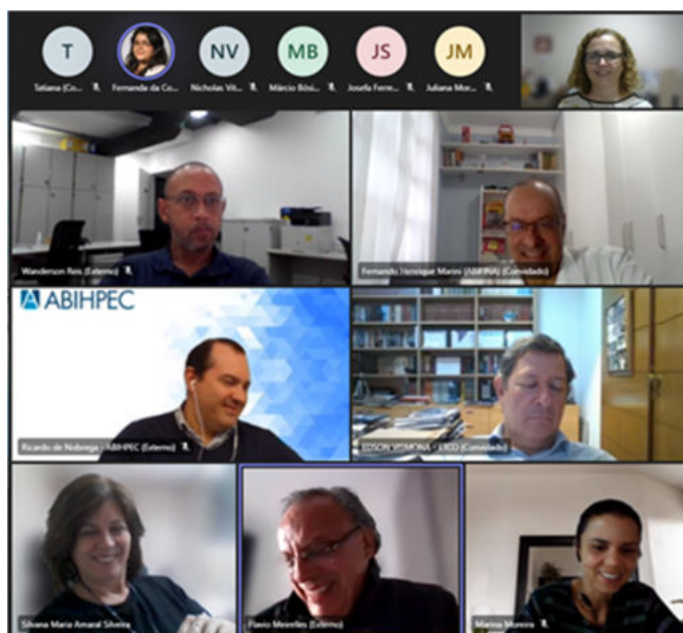 T
NV
MB
JS
JM
Tatiana (Co...
Fernanda da Co...
Nicholas Vit...
Márcio Bósi...
Josefa Ferre...
Juliana Mor...
Wanderson Reis (Externo)
Fernando Henrique Marini (ABIFINA) (Convidado)
ABIHPEC
Ricardo de Nobrega - ABIHPEC (Externo)
EDSON VISMONA - ETCO (Convidado)
Silvana Maria Amaral Silveira
Flavio Meirelles (Externo)
Marina Moreira